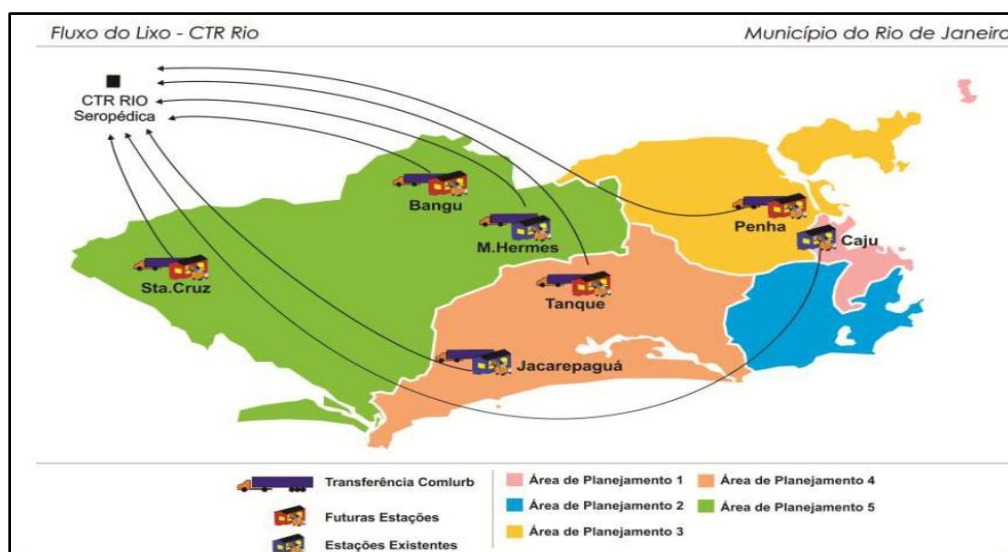 Fluxo do Lixo - CTR Rio
Município do Rio de Janeiro
CTR RIO
Seropédica
Bangu
M.Hermes
Penha
Caju
Sta.Cruz
Tanque
Jacarepaguá
Transferência Comlurb
Futuras Estações
Estações Existentes
Área de Planejamento 1
Área de Planejamento 2
Área de Planejamento 3
Área de Planejamento 4
Área de Planejamento 5